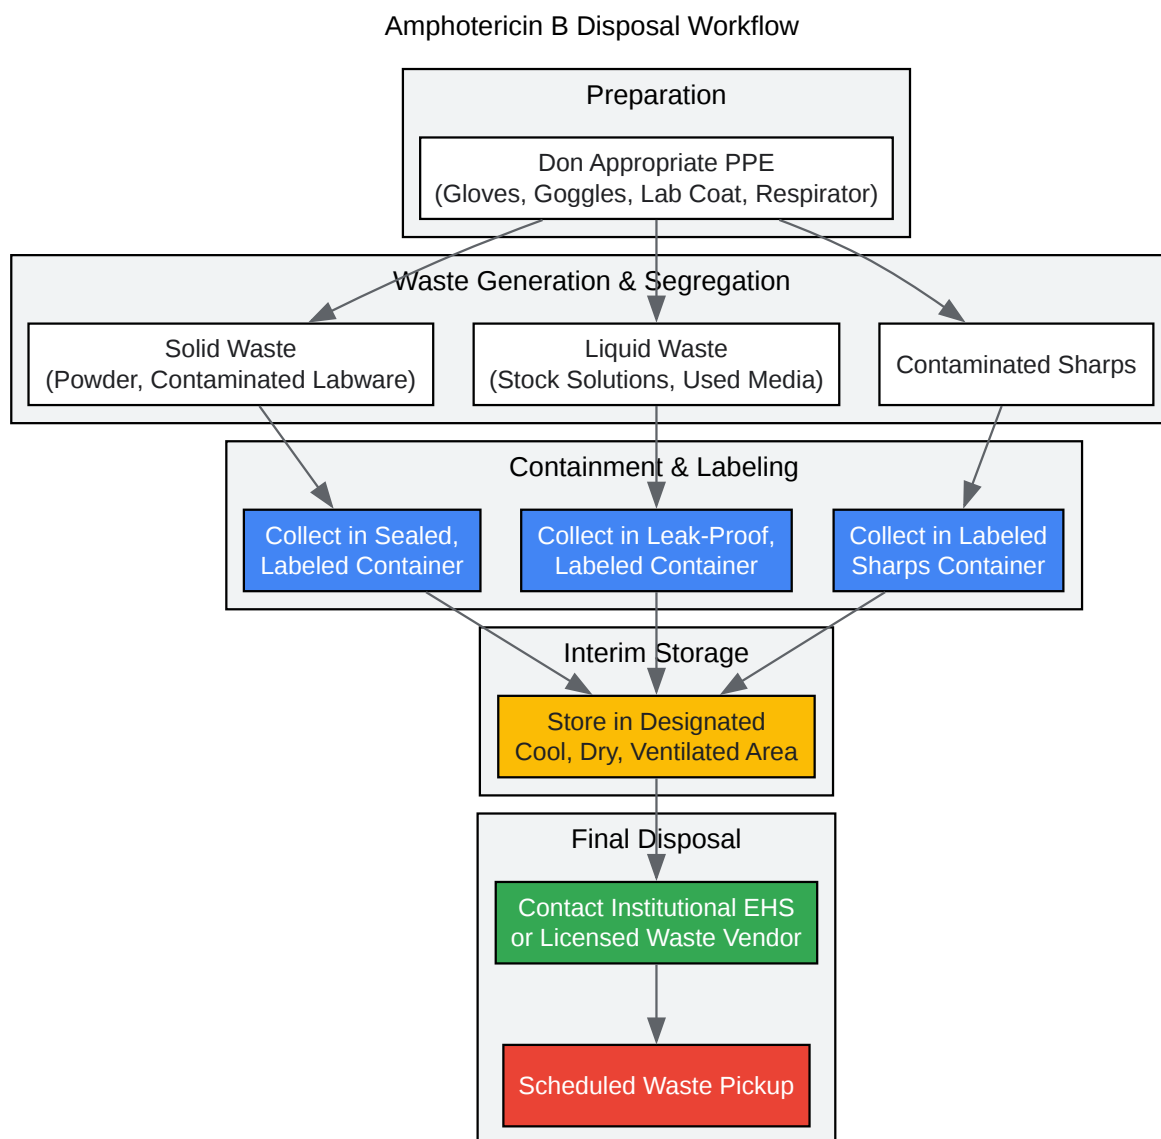 Amphotericin B Disposal Workflow
Preparation
Don Appropriate PPE
(Gloves, Goggles, Lab Coat, Respirator)
Waste Generation & Segregation
Solid Waste
(Powder, Contaminated Labware)
Liquid Waste
(Stock Solutions, Used Media)
Contaminated Sharps
Containment & Labeling
Collect in Sealed,
Labeled Container
Collect in Leak-Proof,
Labeled Container
Collect in Labeled
Sharps Container
Interim Storage
Store in Designated
Cool, Dry, Ventilated Area
Final Disposal
Contact Institutional EHS
or Licensed Waste Vendor
Scheduled Waste Pickup